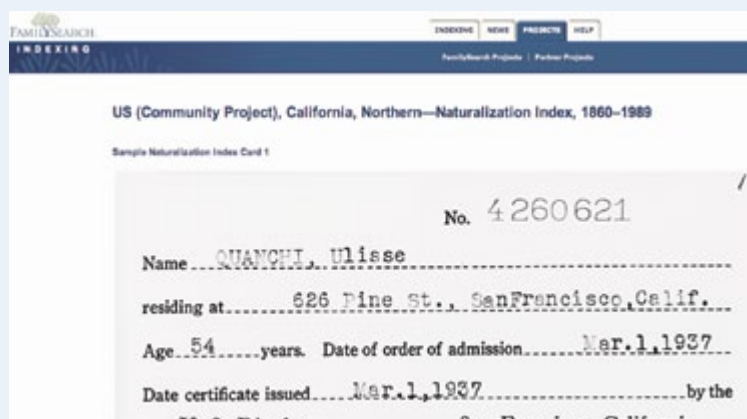 FAMILYSEARCH
INDEXING
INDEXING NEWS PROJECTS HELP
FamilySearch Projects | Partner Projects
US (Community Project), California, Northern—Naturalization Index, 1860–1989
Sample Naturalization Index Card 1
No. 4260621
Name QUANCHI, Ulisse
residing at 626 Pine St., SanFrancisco,Calif.
Age 54 years. Date of order of admission Mar.1,1937
Date certificate issued Mar.1,1937 by the